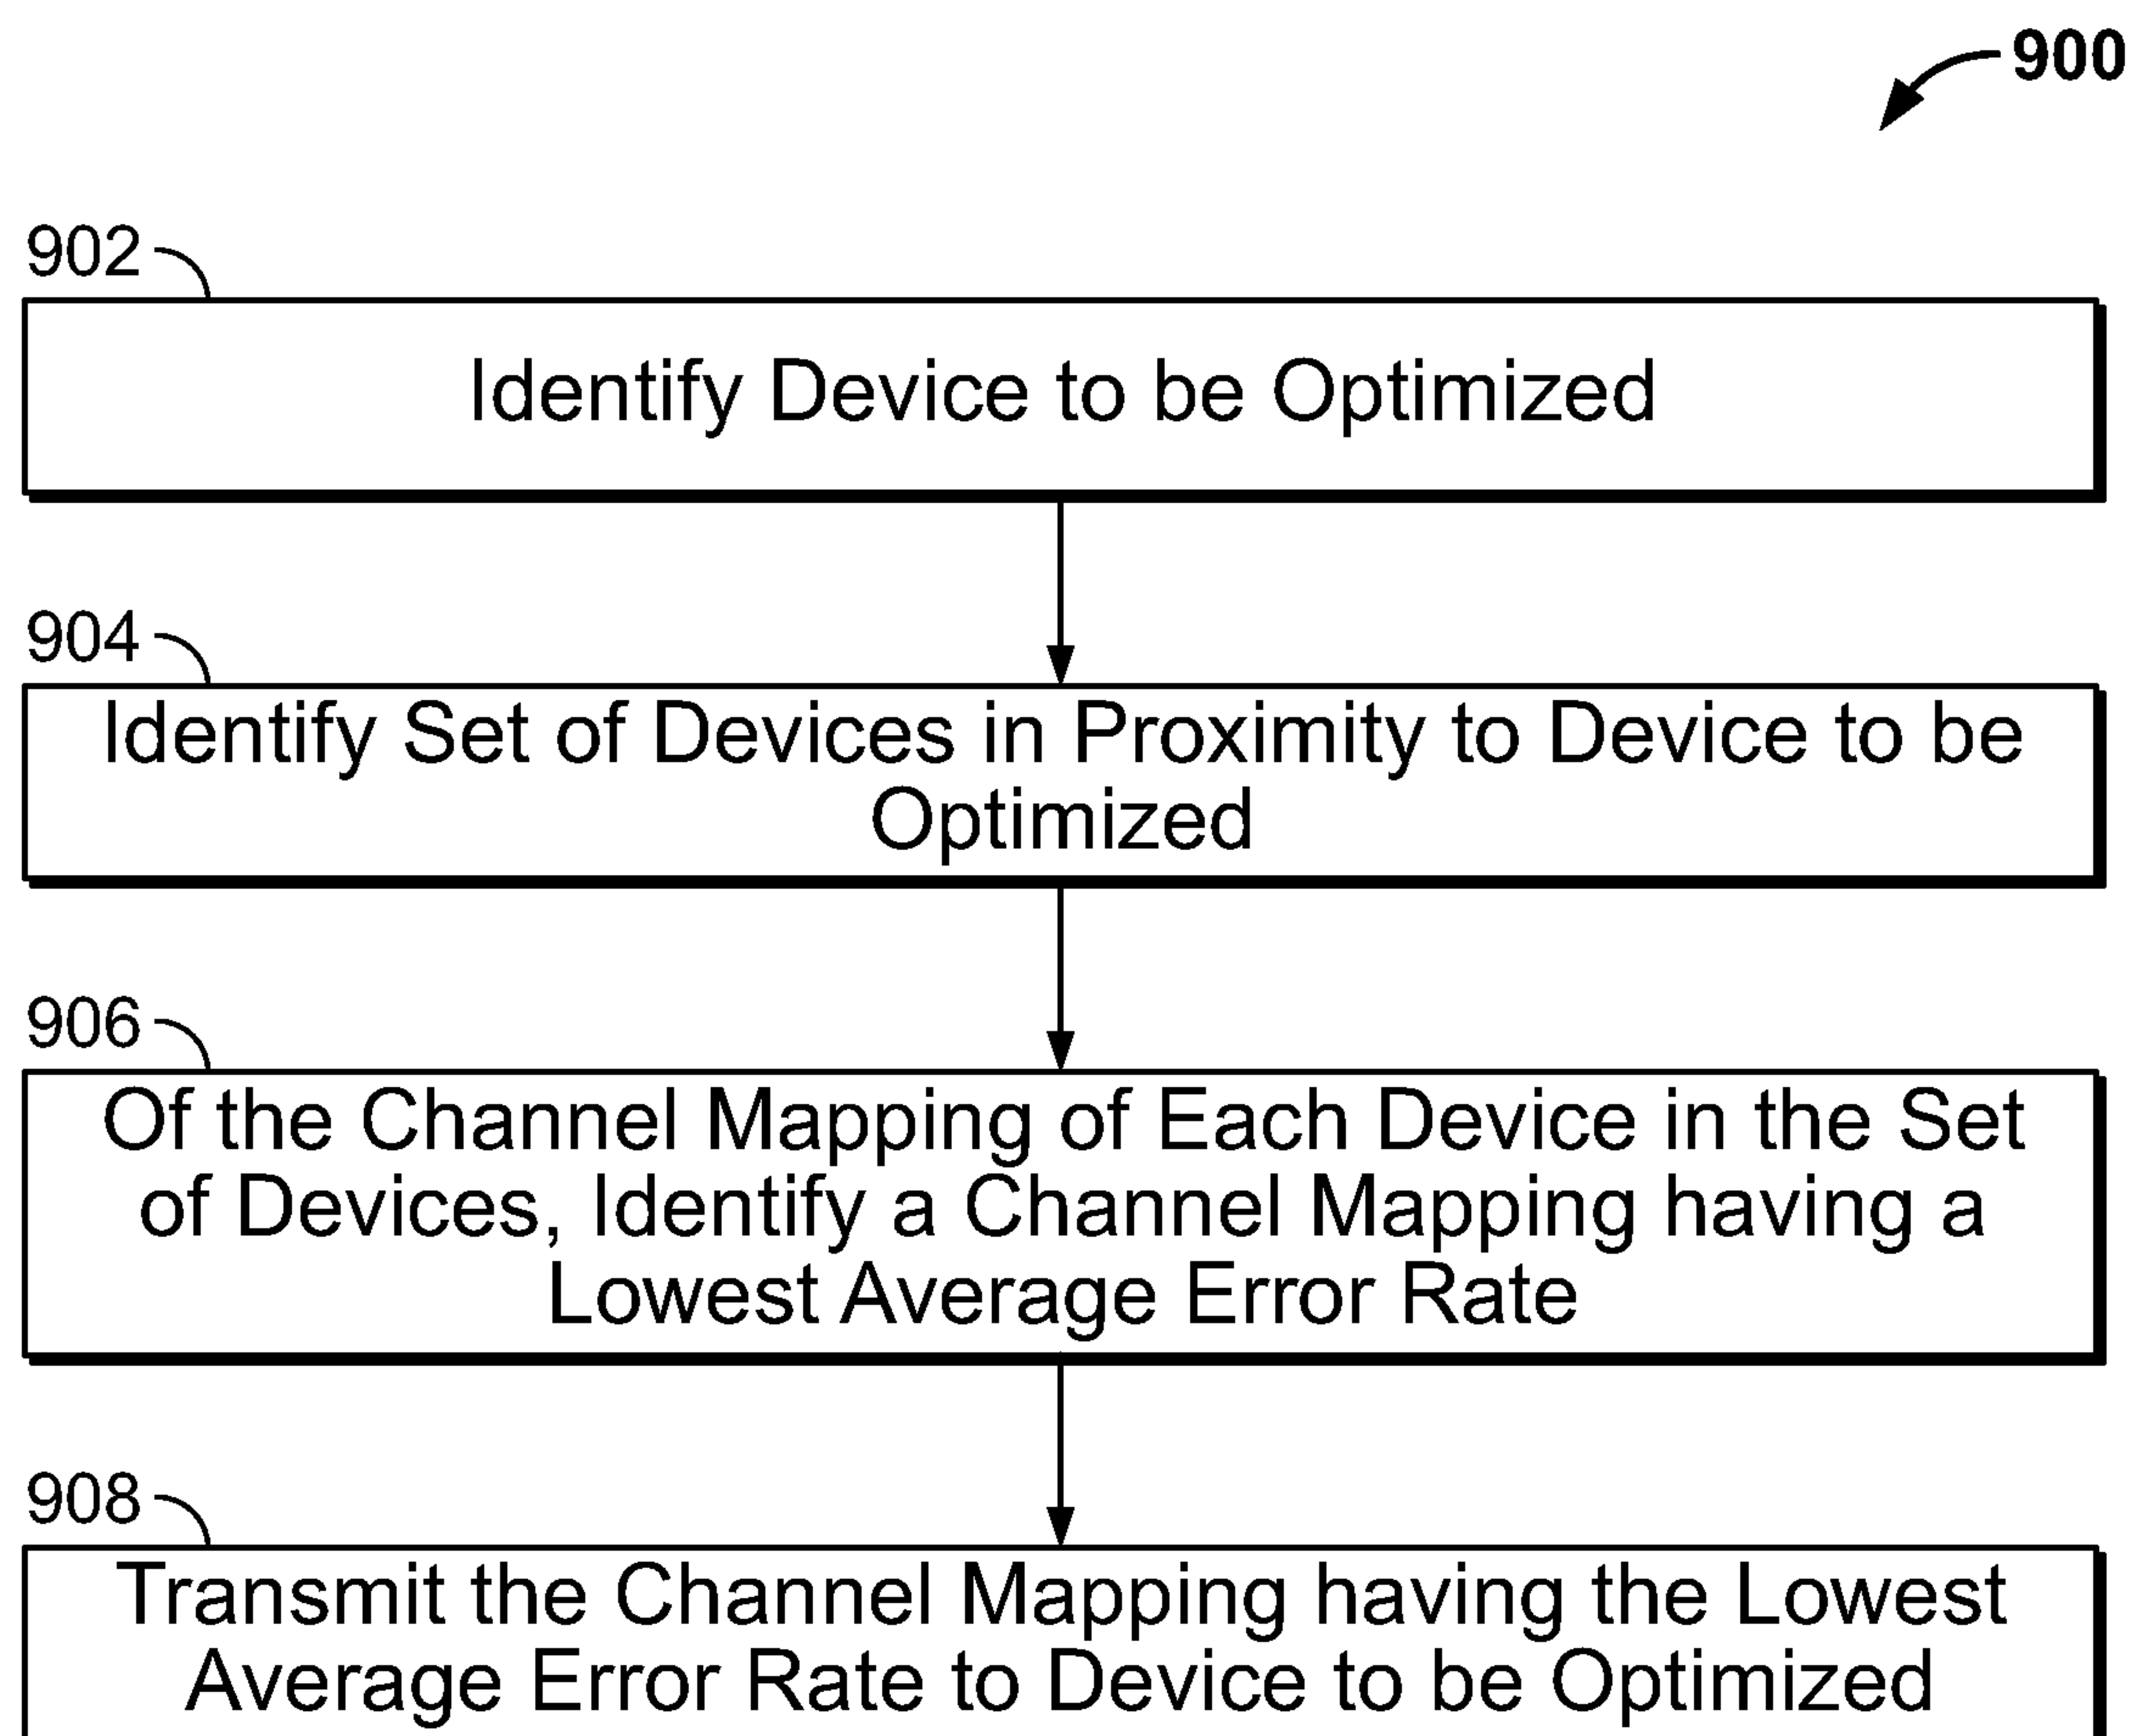 900
902
Identify Device to be Optimized
904
Identify Set of Devices in Proximity to Device to be
Optimized
906
Of the Channel Mapping of Each Device in the Set
of Devices, Identify a Channel Mapping having a
Lowest Average Error Rate
908
Transmit the Channel Mapping having the Lowest
Average Error Rate to Device to be Optimized